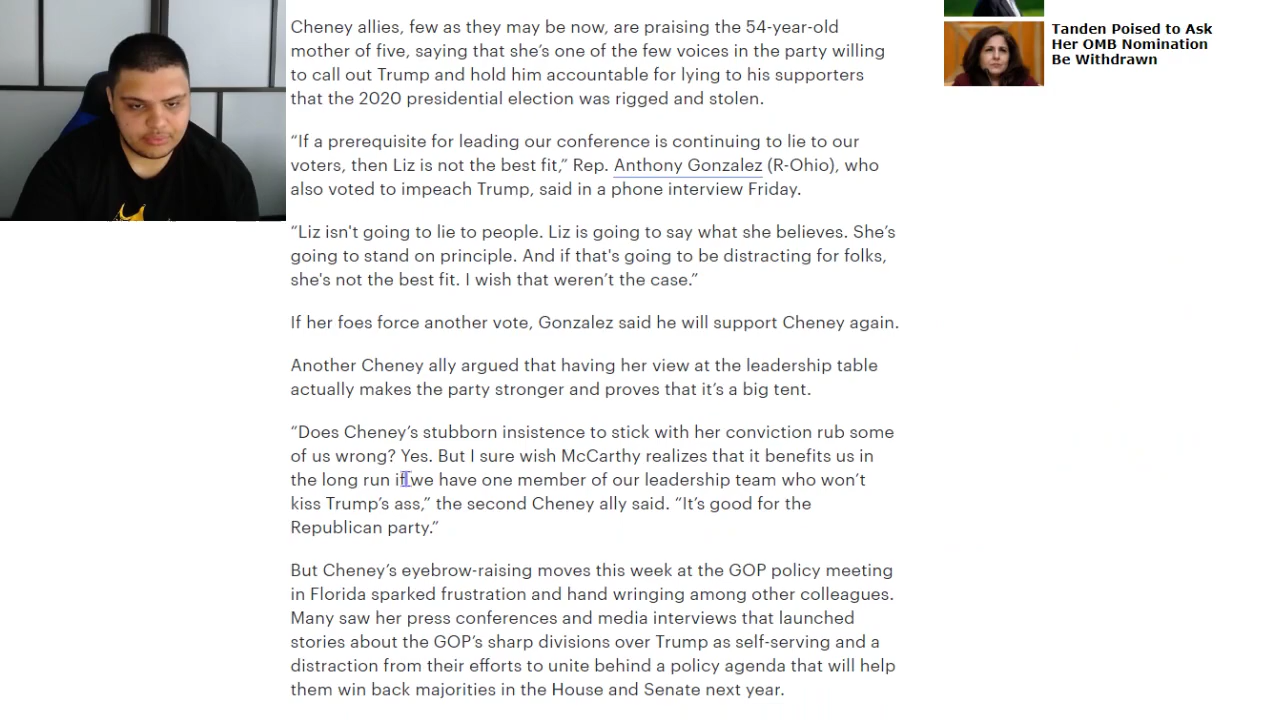 Cheney allies, few as they may be now, are praising the 54-year-old
mother of five, saying that she’s one of the few voices in the party willing
to call out Trump and hold him accountable for lying to his supporters
that the 2020 presidential election was rigged and stolen.
“If a prerequisite for leading our conference is continuing to lie to our
voters, then Liz is not the best fit,” Rep. Anthony Gonzalez (R-Ohio), who
also voted to impeach Trump, said in a phone interview Friday.
“Liz isn't going to lie to people. Liz is going to say what she believes. She’s
going to stand on principle. And if that's going to be distracting for folks,
she's not the best fit. I wish that weren’t the case.”
If her foes force another vote, Gonzalez said he will support Cheney again.
Another Cheney ally argued that having her view at the leadership table
actually makes the party stronger and proves that it’s a big tent.
“Does Cheney’s stubborn insistence to stick with her conviction rub some
of us wrong? Yes. But I sure wish McCarthy realizes that it benefits us in
the long run if we have one member of our leadership team who won’t
kiss Trump’s ass,” the second Cheney ally said. “It’s good for the
Republican party.”
But Cheney’s eyebrow-raising moves this week at the GOP policy meeting
in Florida sparked frustration and hand wringing among other colleagues.
Many saw her press conferences and media interviews that launched
stories about the GOP’s sharp divisions over Trump as self-serving and a
distraction from their efforts to unite behind a policy agenda that will help
them win back majorities in the House and Senate next year.
Tanden Poised to Ask
Her OMB Nomination
Be Withdrawn